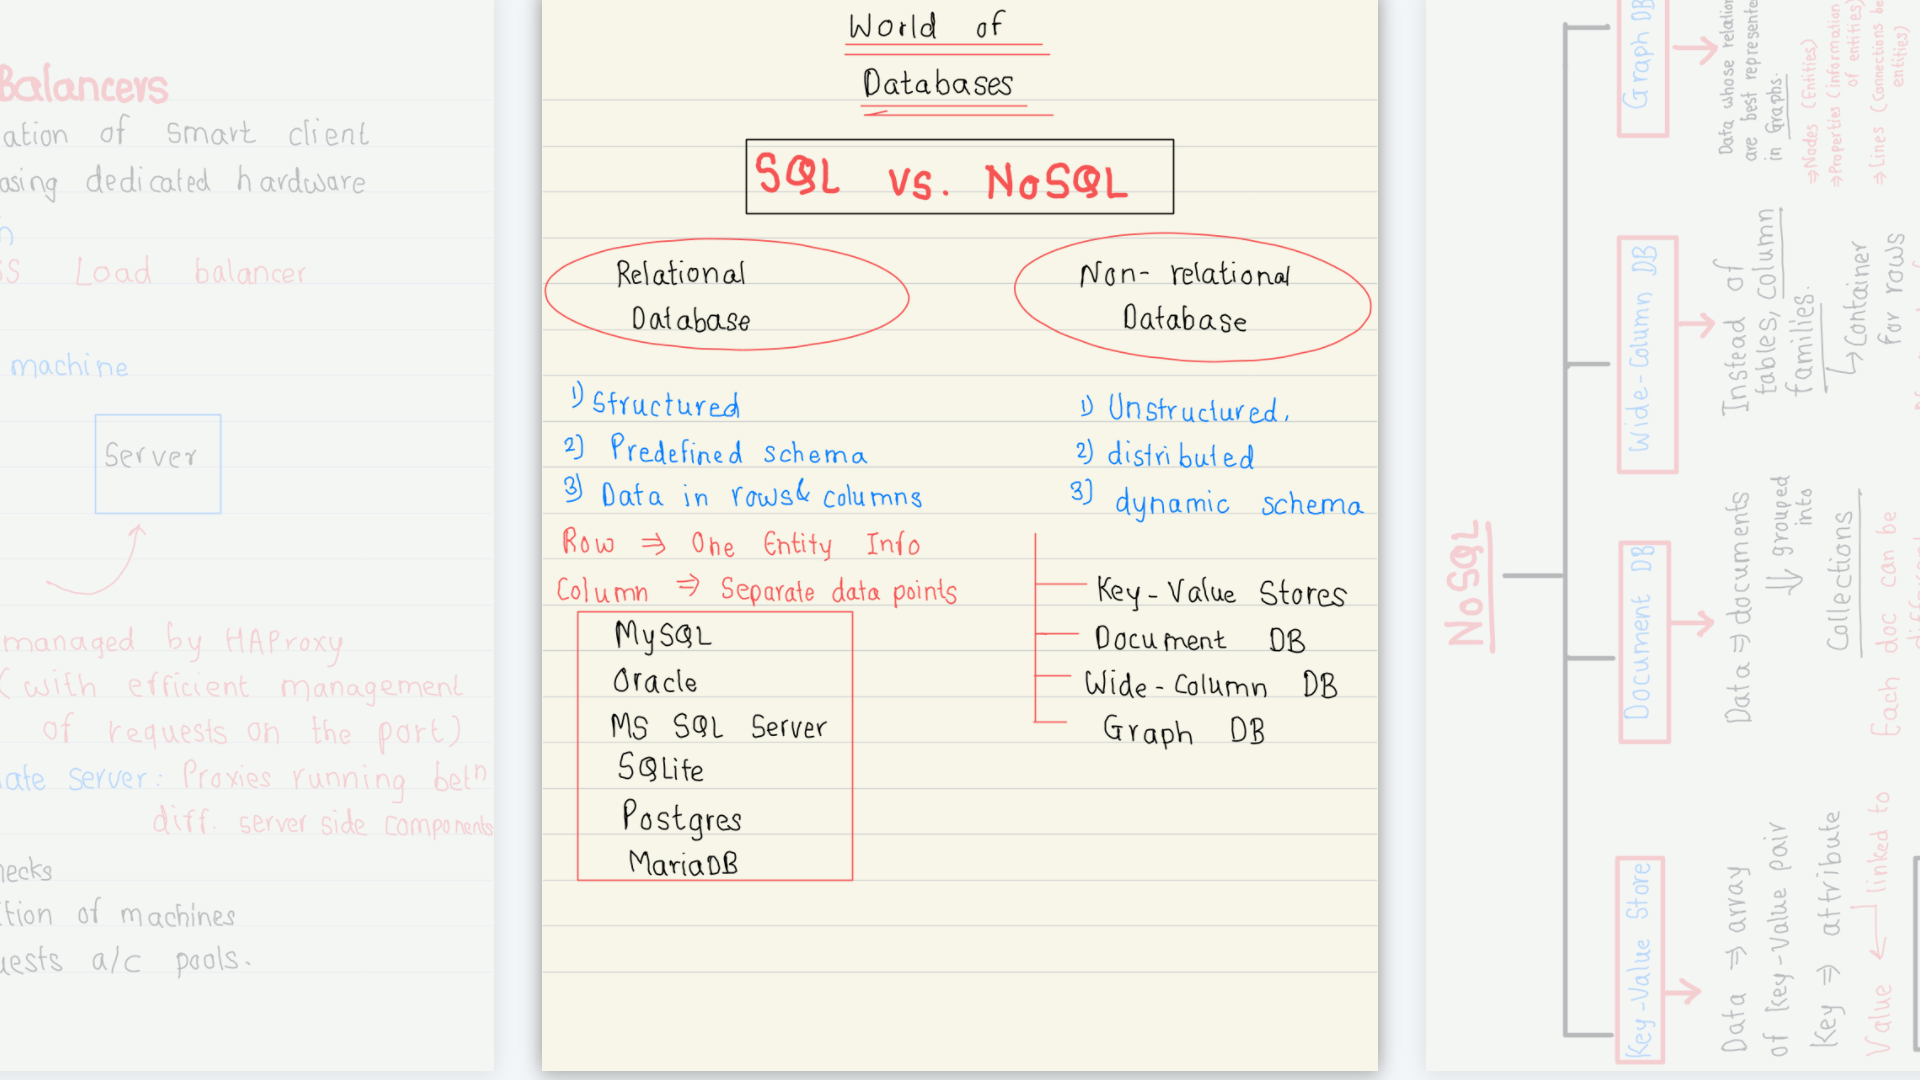 Balancers
ation of smart client
asing dedicated hardware
SS Load balancer
machine
Server
managed by HAProxy
(with efficient management
of requests on the port)
ate server: Proxies running betn
diff. server side components
hecks
ition of machines
uests a/c pools.
World of
Databases
SQL vs. NoSQL
Relational
Database
1) Structured
2) Predefined schema
3) Data in rows & columns
Row ⇒ One Entity Info
Column ⇒ Separate data points
MySQL
Oracle
MS SQL Server
SQLite
Postgres
MariaDB
Non-relational
Database
1) Unstructured,
2) distributed
3) dynamic schema
Key-Value Stores
Document DB
Wide-Column DB
Graph DB
NoSQL
Key-Value Store
Data ⇒ array
of key-value pair
Key ⇒ attribute
Value
linked to
Document DB
Data ⇒ documents
⇓ grouped
into
Collections
Each doc can be
Wide-Column DB
Instead of
tables, column
families.
↳ Container
for rows
Graph DB
Data whose relation
are best represente
in Graphs.
⇒ Nodes (Entities)
⇒ Properties (information
of entities)
⇒ Lines (Connections be
entities)